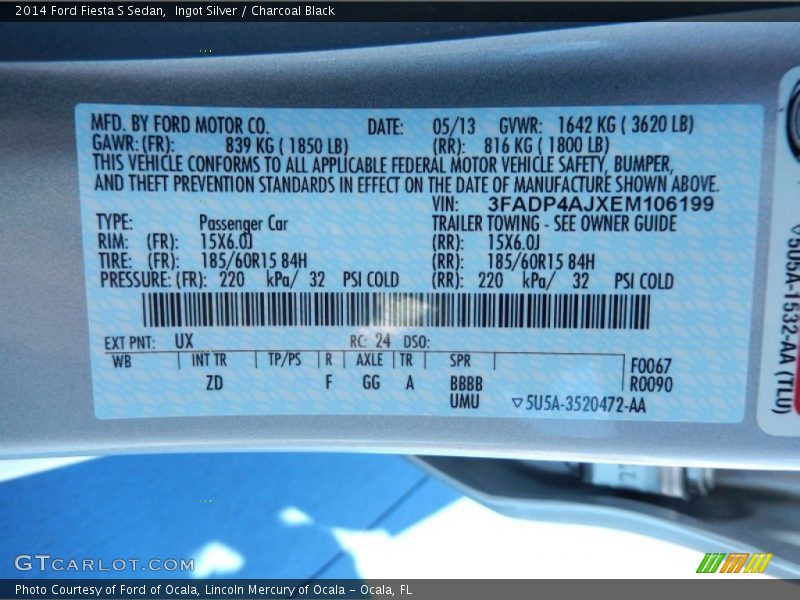 2014 Ford Fiesta S Sedan,  Ingot Silver / Charcoal Black
MFD. BY FORD MOTOR CO. DATE: 05/13 GVWR: 1642 KG ( 3620 LB)
GAWR: (FR): 839 KG ( 1850 LB) (RR): 816 KG ( 1800 LB)
THIS VEHICLE CONFORMS TO ALL APPLICABLE FEDERAL MOTOR VEHICLE SAFETY, BUMPER,
AND THEFT PREVENTION STANDARDS IN EFFECT ON THE DATE OF MANUFACTURE SHOWN ABOVE.
VIN: 3FADP4AJXEM106199
TYPE: Passenger Car TRAILER TOWING - SEE OWNER GUIDE
RIM: (FR): 15X6.0J (RR): 15X6.0J
TIRE: (FR): 185/60R15 84H (RR): 185/60R15 84H
PRESSURE: (FR): 220 kPa/ 32 PSI COLD (RR): 220 kPa/ 32 PSI COLD
EXT PNT: UX RC: 24 DSO:
WB INT TR TP/PS R AXLE TR SPR F0067
ZD F GG A BBBB R0090
UMU ▽5U5A-3520472-AA
▽5U5A-1532-AA (TLU)
GTCARLOT.COM
Photo Courtesy of Ford of Ocala, Lincoln Mercury of Ocala – Ocala, FL